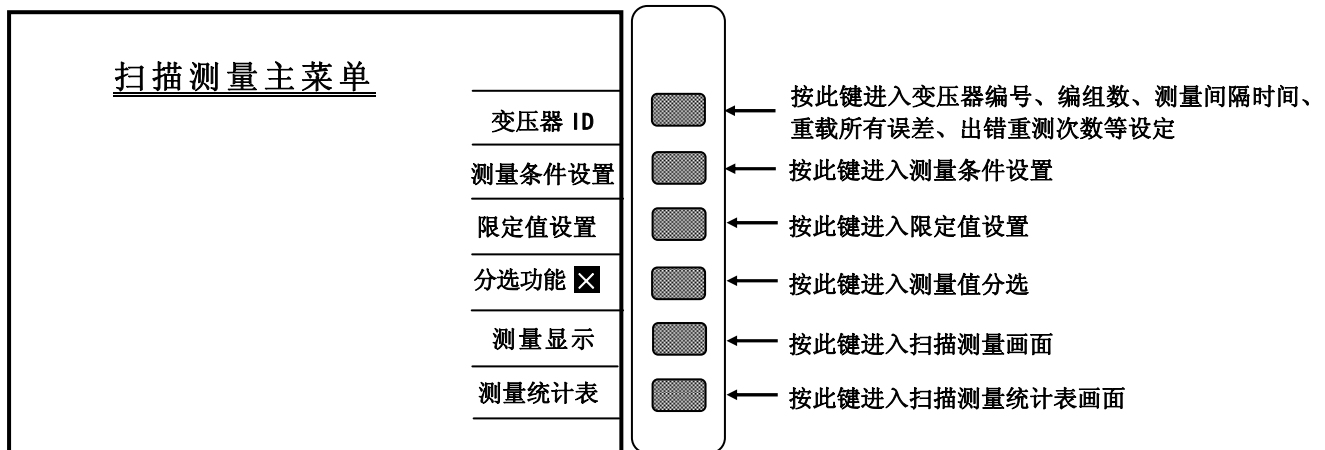 扫描测量主菜单
变压器 ID
测量条件设置
限定值设置
分选功能
测量显示
测量统计表
按此键进入变压器编号、编组数、测量间隔时间、
重载所有误差、出错重测次数等设定
按此键进入测量条件设置
按此键进入限定值设置
按此键进入测量值分选
按此键进入扫描测量画面
按此键进入扫描测量统计表画面